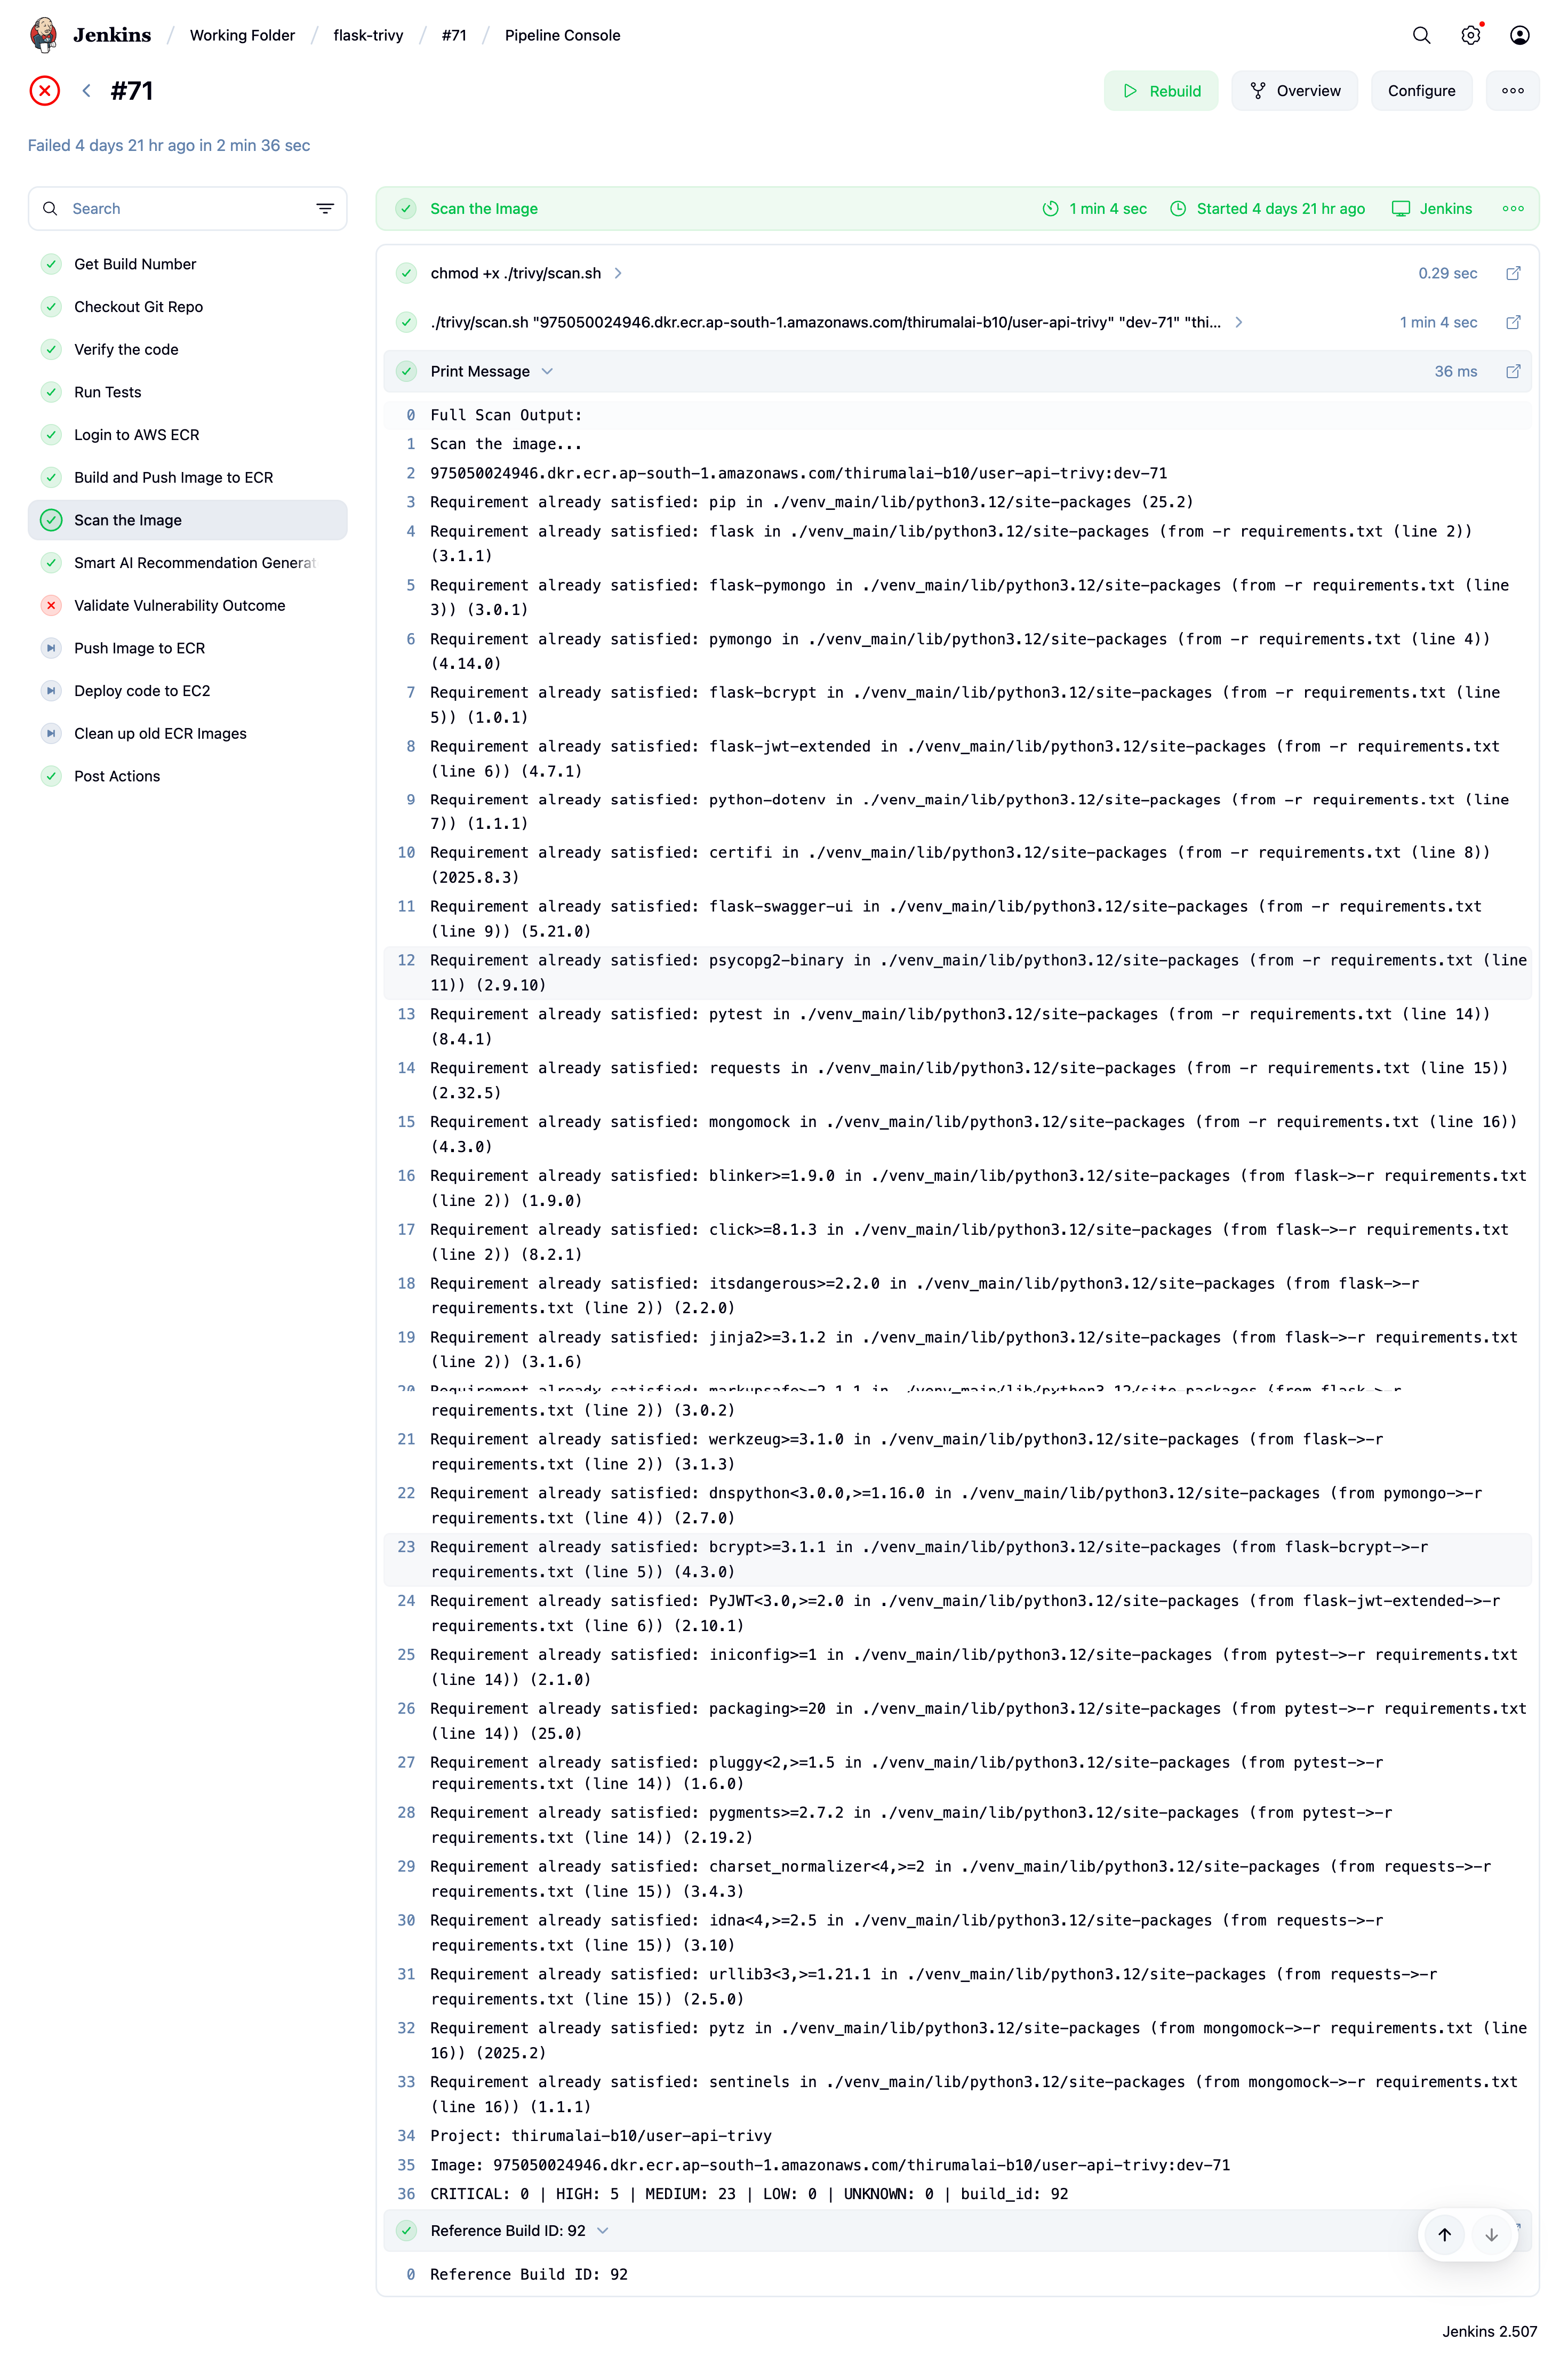 Jenkins / Working Folder / flask-trivy / #71 / Pipeline Console
#71
Rebuild
Overview
Configure
Failed 4 days 21 hr ago in 2 min 36 sec
Search
Get Build Number
Checkout Git Repo
Verify the code
Run Tests
Login to AWS ECR
Build and Push Image to ECR
Scan the Image
Smart AI Recommendation Generat
Validate Vulnerability Outcome
Push Image to ECR
Deploy code to EC2
Clean up old ECR Images
Post Actions
Scan the Image
1 min 4 sec
Started 4 days 21 hr ago
Jenkins
chmod +x ./trivy/scan.sh
0.29 sec
./trivy/scan.sh "975050024946.dkr.ecr.ap-south-1.amazonaws.com/thirumalai-b10/user-api-trivy" "dev-71" "thi...
1 min 4 sec
Print Message
36 ms
0 Full Scan Output:
1 Scan the image...
2 975050024946.dkr.ecr.ap-south-1.amazonaws.com/thirumalai-b10/user-api-trivy:dev-71
3 Requirement already satisfied: pip in ./venv_main/lib/python3.12/site-packages (25.2)
4 Requirement already satisfied: flask in ./venv_main/lib/python3.12/site-packages (from -r requirements.txt (line 2))
(3.1.1)
5 Requirement already satisfied: flask-pymongo in ./venv_main/lib/python3.12/site-packages (from -r requirements.txt (line
3)) (3.0.1)
6 Requirement already satisfied: pymongo in ./venv_main/lib/python3.12/site-packages (from -r requirements.txt (line 4))
(4.14.0)
7 Requirement already satisfied: flask-bcrypt in ./venv_main/lib/python3.12/site-packages (from -r requirements.txt (line
5)) (1.0.1)
8 Requirement already satisfied: flask-jwt-extended in ./venv_main/lib/python3.12/site-packages (from -r requirements.txt
(line 6)) (4.7.1)
9 Requirement already satisfied: python-dotenv in ./venv_main/lib/python3.12/site-packages (from -r requirements.txt (line
7)) (1.1.1)
10 Requirement already satisfied: certifi in ./venv_main/lib/python3.12/site-packages (from -r requirements.txt (line 8))
(2025.8.3)
11 Requirement already satisfied: flask-swagger-ui in ./venv_main/lib/python3.12/site-packages (from -r requirements.txt
(line 9)) (5.21.0)
12 Requirement already satisfied: psycopg2-binary in ./venv_main/lib/python3.12/site-packages (from -r requirements.txt (line
11)) (2.9.10)
13 Requirement already satisfied: pytest in ./venv_main/lib/python3.12/site-packages (from -r requirements.txt (line 14))
(8.4.1)
14 Requirement already satisfied: requests in ./venv_main/lib/python3.12/site-packages (from -r requirements.txt (line 15))
(2.32.5)
15 Requirement already satisfied: mongomock in ./venv_main/lib/python3.12/site-packages (from -r requirements.txt (line 16))
(4.3.0)
16 Requirement already satisfied: blinker>=1.9.0 in ./venv_main/lib/python3.12/site-packages (from flask->-r requirements.txt
(line 2)) (1.9.0)
17 Requirement already satisfied: click>=8.1.3 in ./venv_main/lib/python3.12/site-packages (from flask->-r requirements.txt
(line 2)) (8.2.1)
18 Requirement already satisfied: itsdangerous>=2.2.0 in ./venv_main/lib/python3.12/site-packages (from flask->-r
requirements.txt (line 2)) (2.2.0)
19 Requirement already satisfied: jinja2>=3.1.2 in ./venv_main/lib/python3.12/site-packages (from flask->-r requirements.txt
(line 2)) (3.1.6)
20 Requirement already satisfied: markupsafe>=2.1.1 in ./venv_main/lib/python3.12/site-packages (from flask->-r
requirements.txt (line 2)) (3.0.2)
21 Requirement already satisfied: werkzeug>=3.1.0 in ./venv_main/lib/python3.12/site-packages (from flask->-r
requirements.txt (line 2)) (3.1.3)
22 Requirement already satisfied: dnspython<3.0.0,>=1.16.0 in ./venv_main/lib/python3.12/site-packages (from pymongo->-r
requirements.txt (line 4)) (2.7.0)
23 Requirement already satisfied: bcrypt>=3.1.1 in ./venv_main/lib/python3.12/site-packages (from flask-bcrypt->-r
requirements.txt (line 5)) (4.3.0)
24 Requirement already satisfied: PyJWT<3.0,>=2.0 in ./venv_main/lib/python3.12/site-packages (from flask-jwt-extended->-r
requirements.txt (line 6)) (2.10.1)
25 Requirement already satisfied: iniconfig>=1 in ./venv_main/lib/python3.12/site-packages (from pytest->-r requirements.txt
(line 14)) (2.1.0)
26 Requirement already satisfied: packaging>=20 in ./venv_main/lib/python3.12/site-packages (from pytest->-r requirements.txt
(line 14)) (25.0)
27 Requirement already satisfied: pluggy<2,>=1.5 in ./venv_main/lib/python3.12/site-packages (from pytest->-r
requirements.txt (line 14)) (1.6.0)
28 Requirement already satisfied: pygments>=2.7.2 in ./venv_main/lib/python3.12/site-packages (from pytest->-r
requirements.txt (line 14)) (2.19.2)
29 Requirement already satisfied: charset_normalizer<4,>=2 in ./venv_main/lib/python3.12/site-packages (from requests->-r
requirements.txt (line 15)) (3.4.3)
30 Requirement already satisfied: idna<4,>=2.5 in ./venv_main/lib/python3.12/site-packages (from requests->-r
requirements.txt (line 15)) (3.10)
31 Requirement already satisfied: urllib3<3,>=1.21.1 in ./venv_main/lib/python3.12/site-packages (from requests->-r
requirements.txt (line 15)) (2.5.0)
32 Requirement already satisfied: pytz in ./venv_main/lib/python3.12/site-packages (from mongomock->-r requirements.txt (line
16)) (2025.2)
33 Requirement already satisfied: sentinels in ./venv_main/lib/python3.12/site-packages (from mongomock->-r requirements.txt
(line 16)) (1.1.1)
34 Project: thirumalai-b10/user-api-trivy
35 Image: 975050024946.dkr.ecr.ap-south-1.amazonaws.com/thirumalai-b10/user-api-trivy:dev-71
36 CRITICAL: 0 | HIGH: 5 | MEDIUM: 23 | LOW: 0 | UNKNOWN: 0 | build_id: 92
Reference Build ID: 92
0 Reference Build ID: 92
Jenkins 2.507